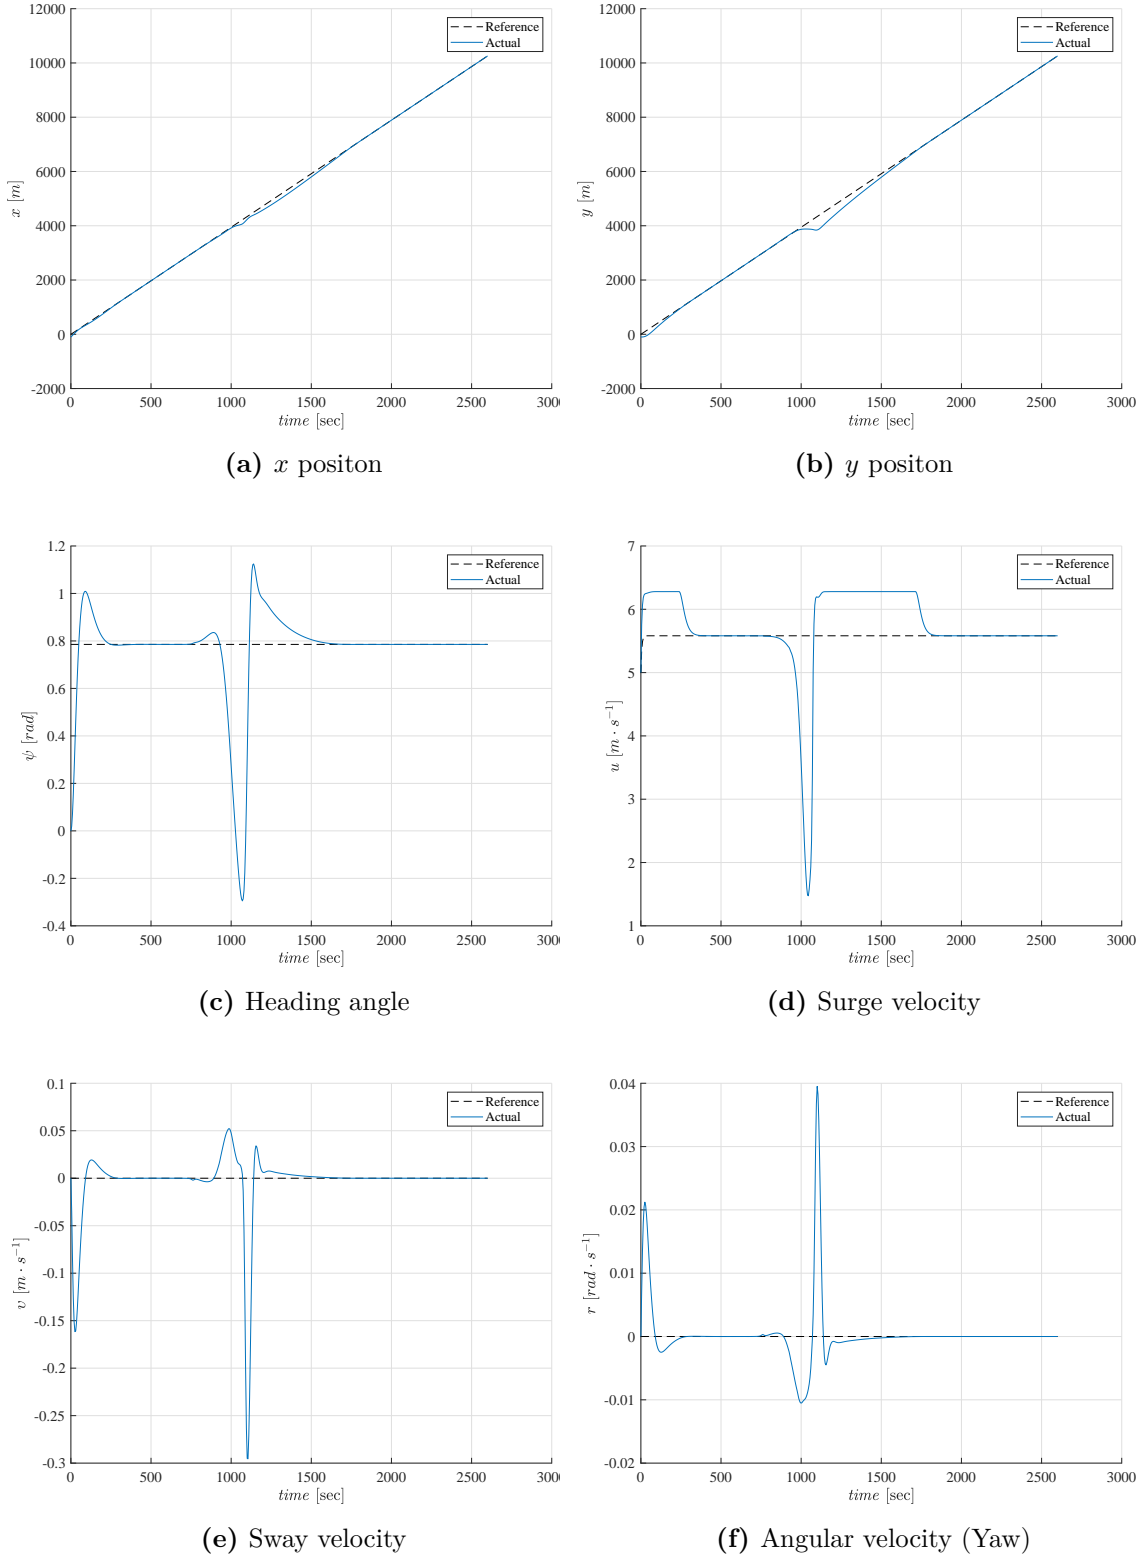 12000
10000
8000
6000
4000
2000
0
-2000
x [m]
Reference
Actual
0 500 1000 1500 2000 2500 3000
time [sec]
(a) x positon
12000
10000
8000
6000
4000
2000
0
-2000
y [m]
Reference
Actual
0 500 1000 1500 2000 2500 3000
time [sec]
(b) y positon
1.2
1
0.8
0.6
0.4
0.2
0
-0.2
-0.4
ψ [rad]
Reference
Actual
0 500 1000 1500 2000 2500 3000
time [sec]
(c) Heading angle
7
6
5
4
3
2
1
u [m · s⁻¹]
Reference
Actual
0 500 1000 1500 2000 2500 3000
time [sec]
(d) Surge velocity
0.1
0.05
0
-0.05
-0.1
-0.15
-0.2
-0.25
-0.3
υ [m · s⁻¹]
Reference
Actual
0 500 1000 1500 2000 2500 3000
time [sec]
(e) Sway velocity
0.04
0.03
0.02
0.01
0
-0.01
-0.02
r [rad · s⁻¹]
Reference
Actual
0 500 1000 1500 2000 2500 3000
time [sec]
(f) Angular velocity (Yaw)